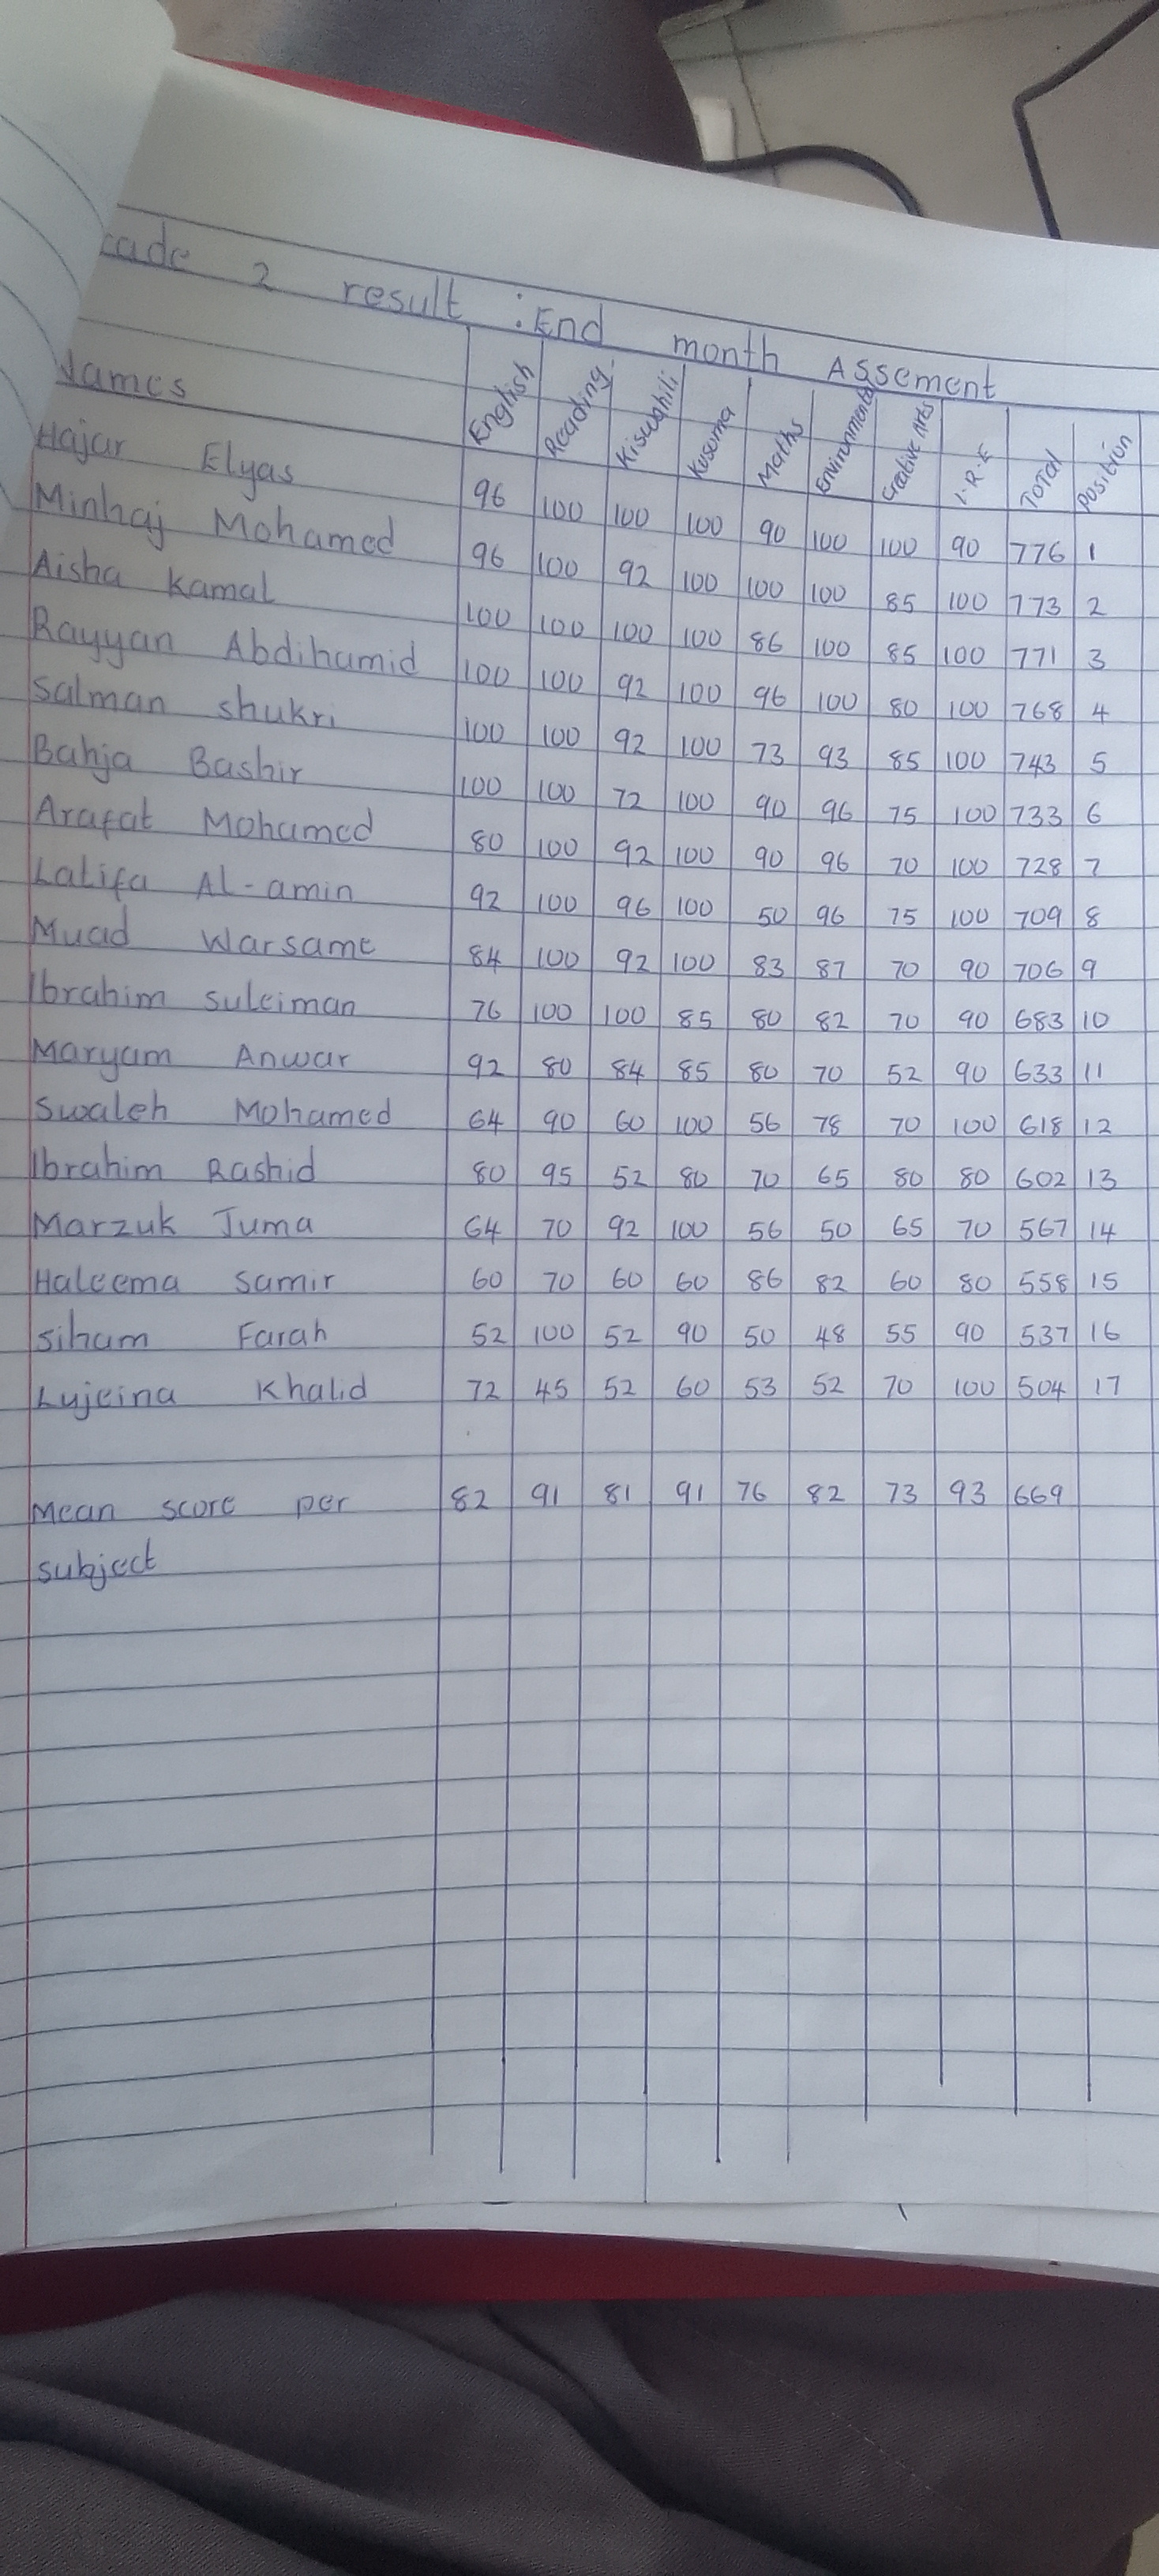 cade 2 result : End month Assement
Names English Reading Kiswahili Kusoma Maths Environmental Creative Arts I.R.E Total position
Hajar Elyas 96 100 100 100 90 100 100 90 776 1
Minhaj Mohamed 96 100 92 100 100 100 85 100 773 2
Aisha Kamal 100 100 100 100 86 100 85 100 771 3
Rayyan Abdihamid 100 100 92 100 96 100 80 100 768 4
Salman shukri 100 100 92 100 73 93 85 100 743 5
Bahja Bashir 100 100 72 100 90 96 75 100 733 6
Arafat Mohamed 80 100 92 100 90 96 70 100 728 7
Latifa Al-amin 92 100 96 100 50 96 75 100 709 8
Muad Warsame 84 100 92 100 83 87 70 90 706 9
Ibrahim suleiman 76 100 100 85 80 82 70 90 683 10
Maryam Anwar 92 80 84 85 80 70 52 90 633 11
Swaleh Mohamed 64 90 60 100 56 78 70 100 618 12
Ibrahim Rashid 80 95 52 80 70 65 80 80 602 13
Marzuk Juma 64 70 92 100 56 50 65 70 567 14
Haleema Samir 60 70 60 60 86 82 60 80 558 15
Siham Farah 52 100 52 90 50 48 55 90 537 16
Lujeina Khalid 72 45 52 60 53 52 70 100 504 17
Mean score per 82 91 81 91 76 82 73 93 669
subject